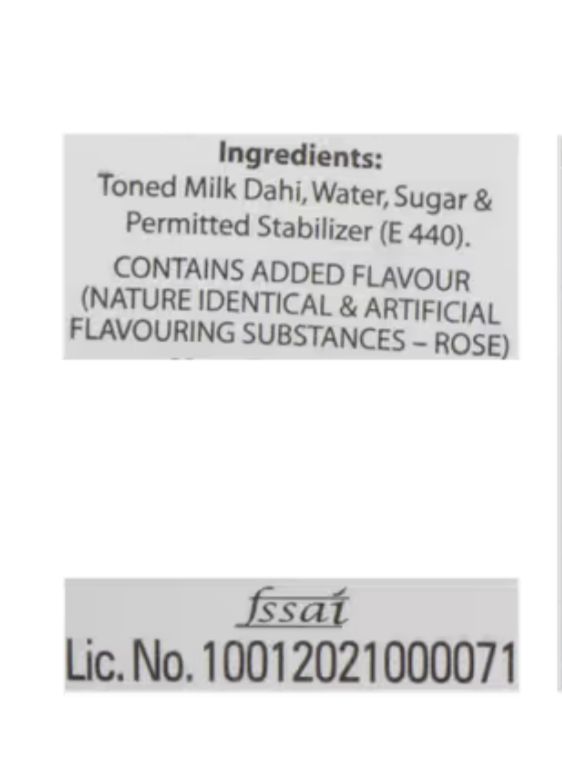 Ingredients:
Toned Milk Dahi, Water, Sugar &
Permitted Stabilizer (E 440).
CONTAINS ADDED FLAVOUR
(NATURE IDENTICAL & ARTIFICIAL
FLAVOURING SUBSTANCES – ROSE)
fssai
Lic. No. 10012021000071